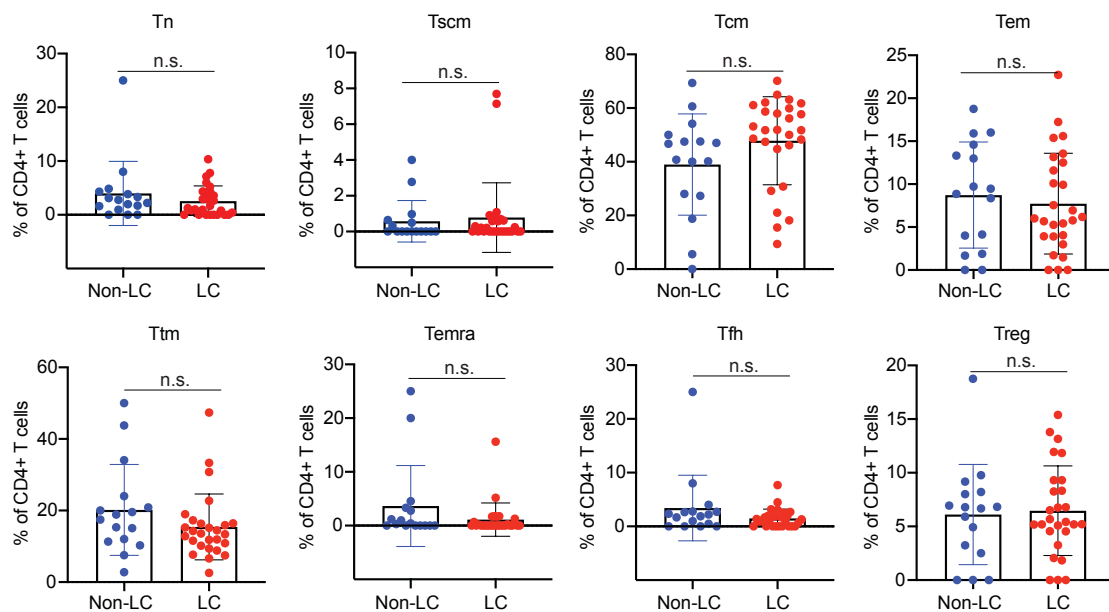 Tn
n.s.
% of CD4+ T cells
30
20
10
0
Non-LC LC
Tscm
n.s.
% of CD4+ T cells
10
8
6
4
2
0
Non-LC LC
Tcm
n.s.
% of CD4+ T cells
80
60
40
20
0
Non-LC LC
Tem
n.s.
% of CD4+ T cells
25
20
15
10
5
0
Non-LC LC
Ttm
n.s.
% of CD4+ T cells
60
40
20
0
Non-LC LC
Temra
n.s.
% of CD4+ T cells
30
20
10
0
Non-LC LC
Tfh
n.s.
% of CD4+ T cells
30
20
10
0
Non-LC LC
Treg
n.s.
% of CD4+ T cells
20
15
10
5
0
Non-LC LC